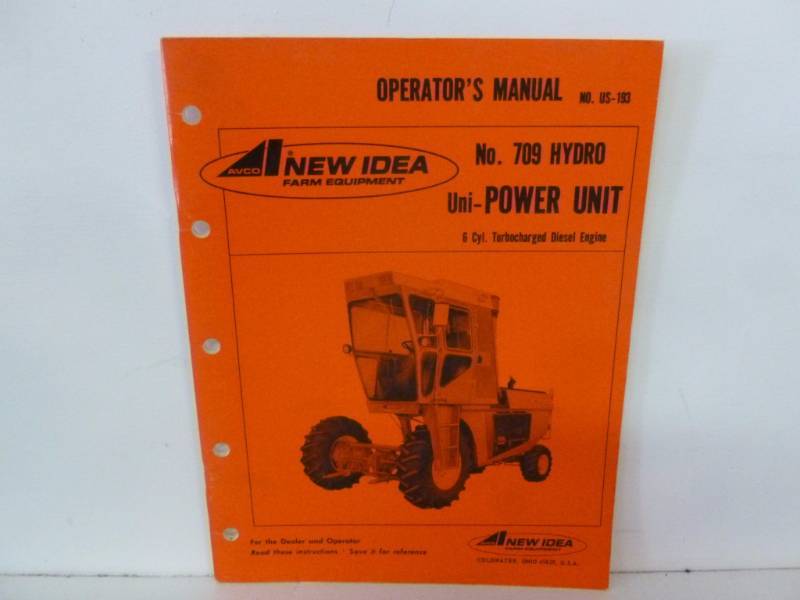 OPERATOR'S MANUAL NO. US-193
AVCO NEW IDEA®
FARM EQUIPMENT
No. 709 HYDRO
Uni-POWER UNIT
6 Cyl. Turbocharged Diesel Engine
For the Dealer and Operator
Read these instructions · Save it for reference
NEW IDEA
FARM EQUIPMENT
COLDWATER, OHIO 45828, U.S.A.